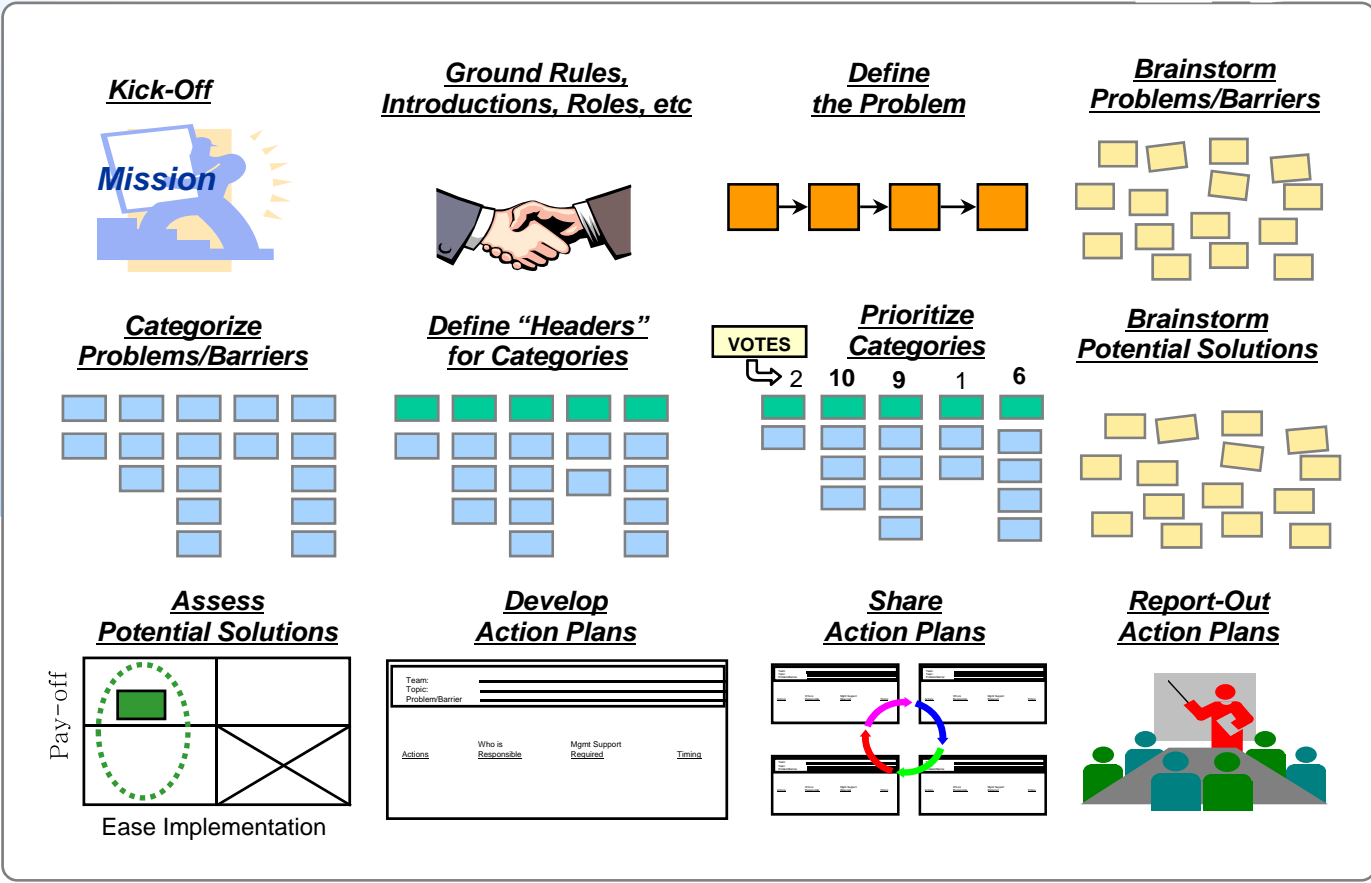 Kick-Off
Mission
Ground Rules,
Introductions, Roles, etc
Define
the Problem
Brainstorm
Problems/Barriers
Categorize
Problems/Barriers
Define “Headers”
for Categories
Prioritize
Categories
VOTES
2 10 9 1 6
Brainstorm
Potential Solutions
Assess
Potential Solutions
Pay-off
Ease Implementation
Develop
Action Plans
Team:
Topic:
Problem/Barrier
Actions Who is Responsible Mgmt Support Required Timing
Share
Action Plans
Report-Out
Action Plans